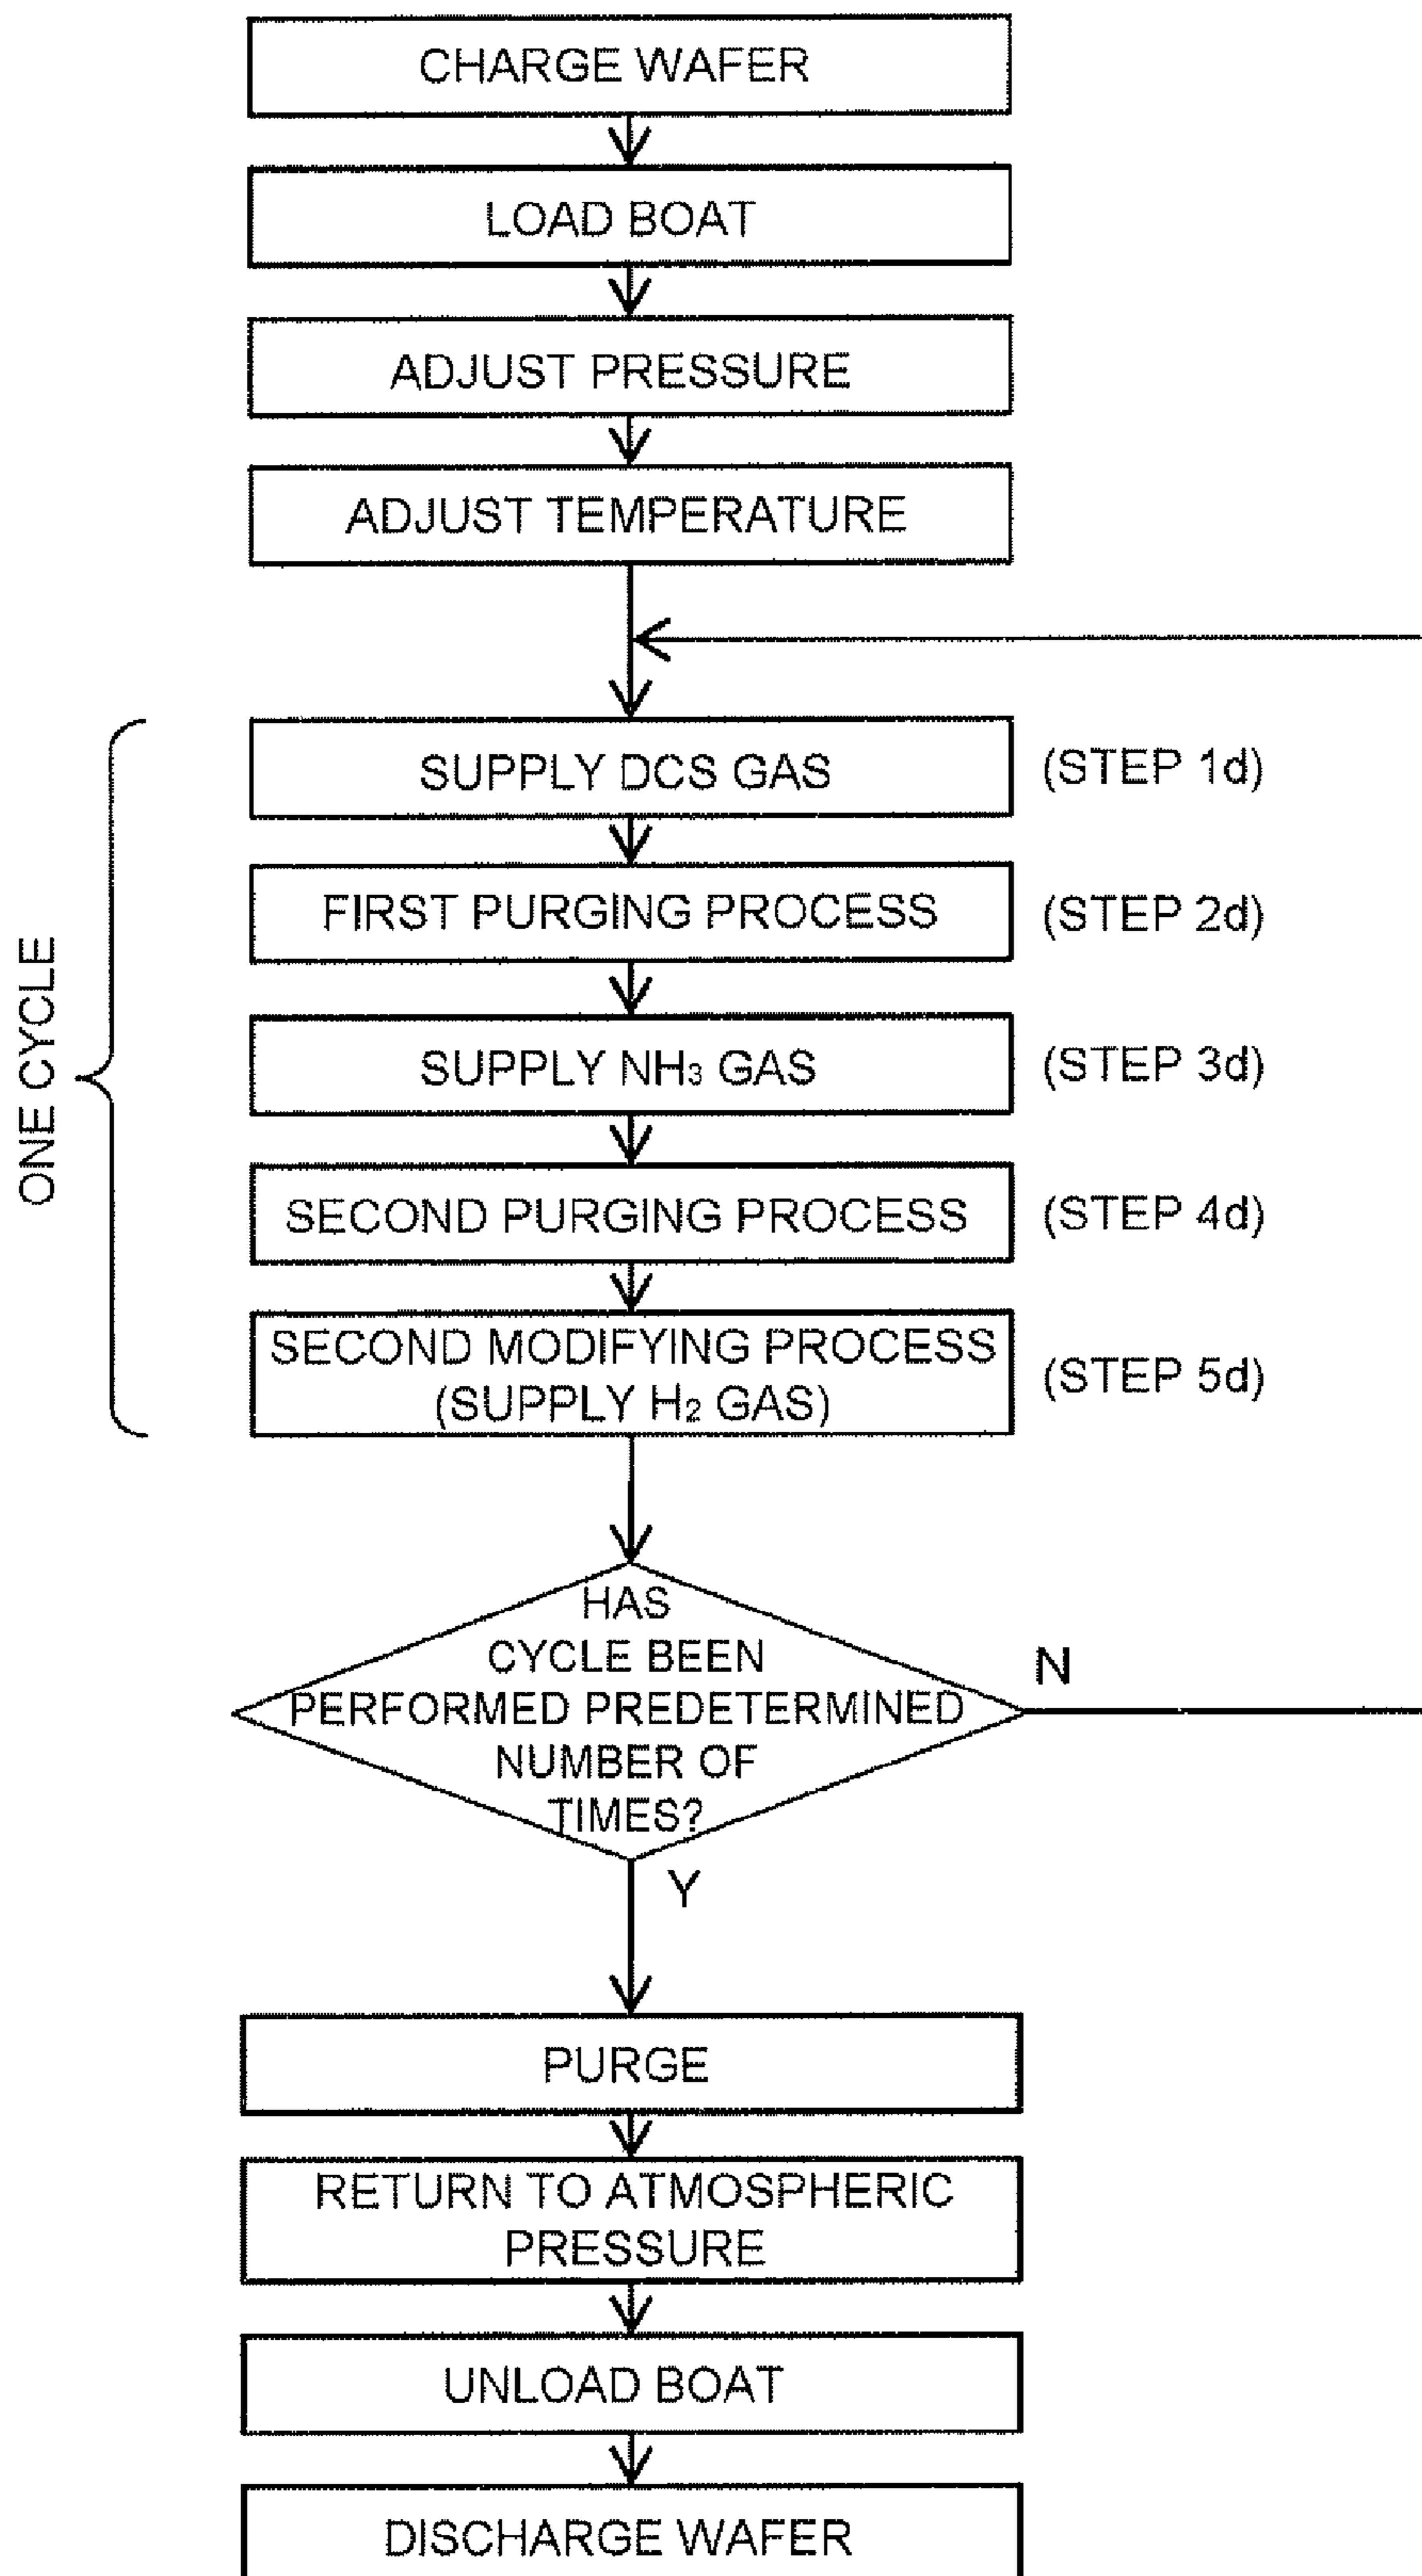 CHARGE WAFER
LOAD BOAT
ADJUST PRESSURE
ADJUST TEMPERATURE
ONE CYCLE
SUPPLY DCS GAS (STEP 1d)
FIRST PURGING PROCESS (STEP 2d)
SUPPLY NH₃ GAS (STEP 3d)
SECOND PURGING PROCESS (STEP 4d)
SECOND MODIFYING PROCESS
(SUPPLY H₂ GAS)
(STEP 5d)
HAS
CYCLE BEEN
PERFORMED PREDETERMINED
NUMBER OF
TIMES?
N
Y
PURGE
RETURN TO ATMOSPHERIC
PRESSURE
UNLOAD BOAT
DISCHARGE WAFER